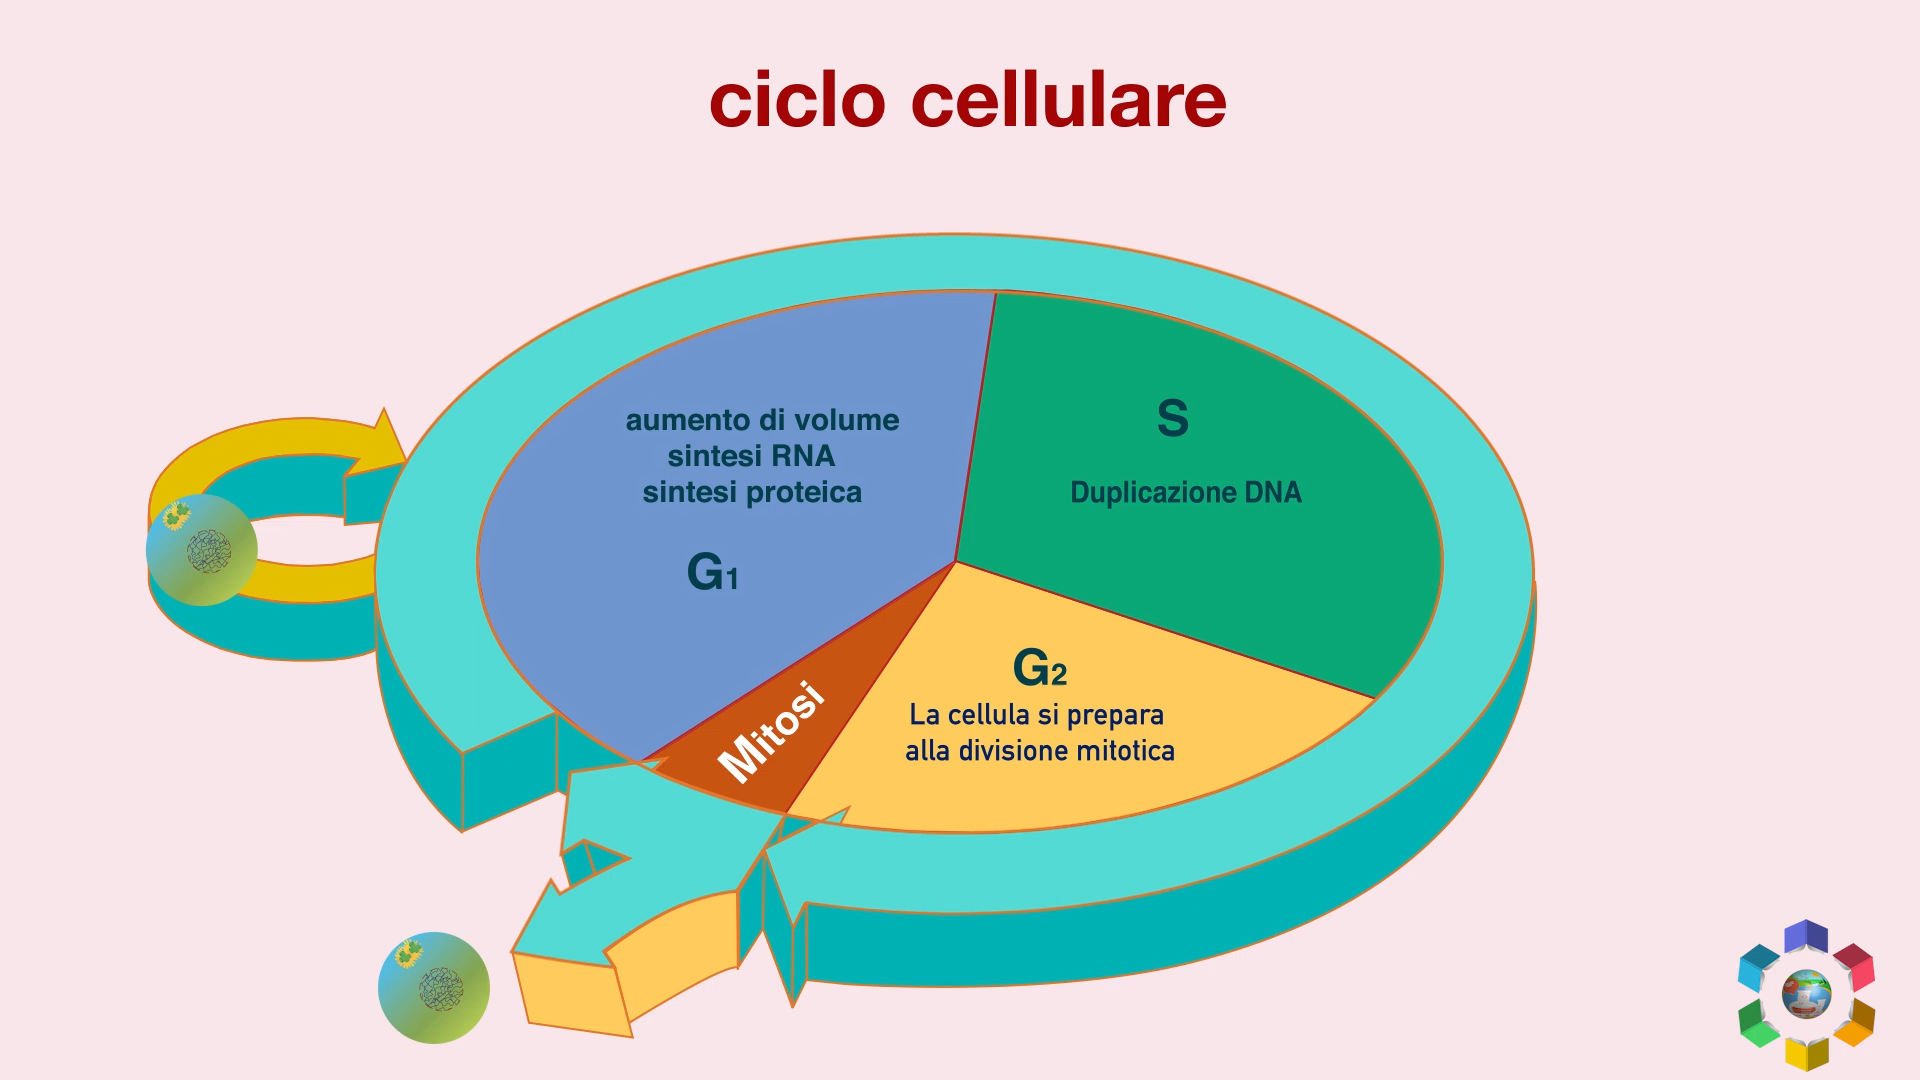 ciclo cellulare
aumento di volume
sintesi RNA
sintesi proteica
G1
S
Duplicazione DNA
G2
La cellula si prepara
alla divisione mitotica
Mitosi